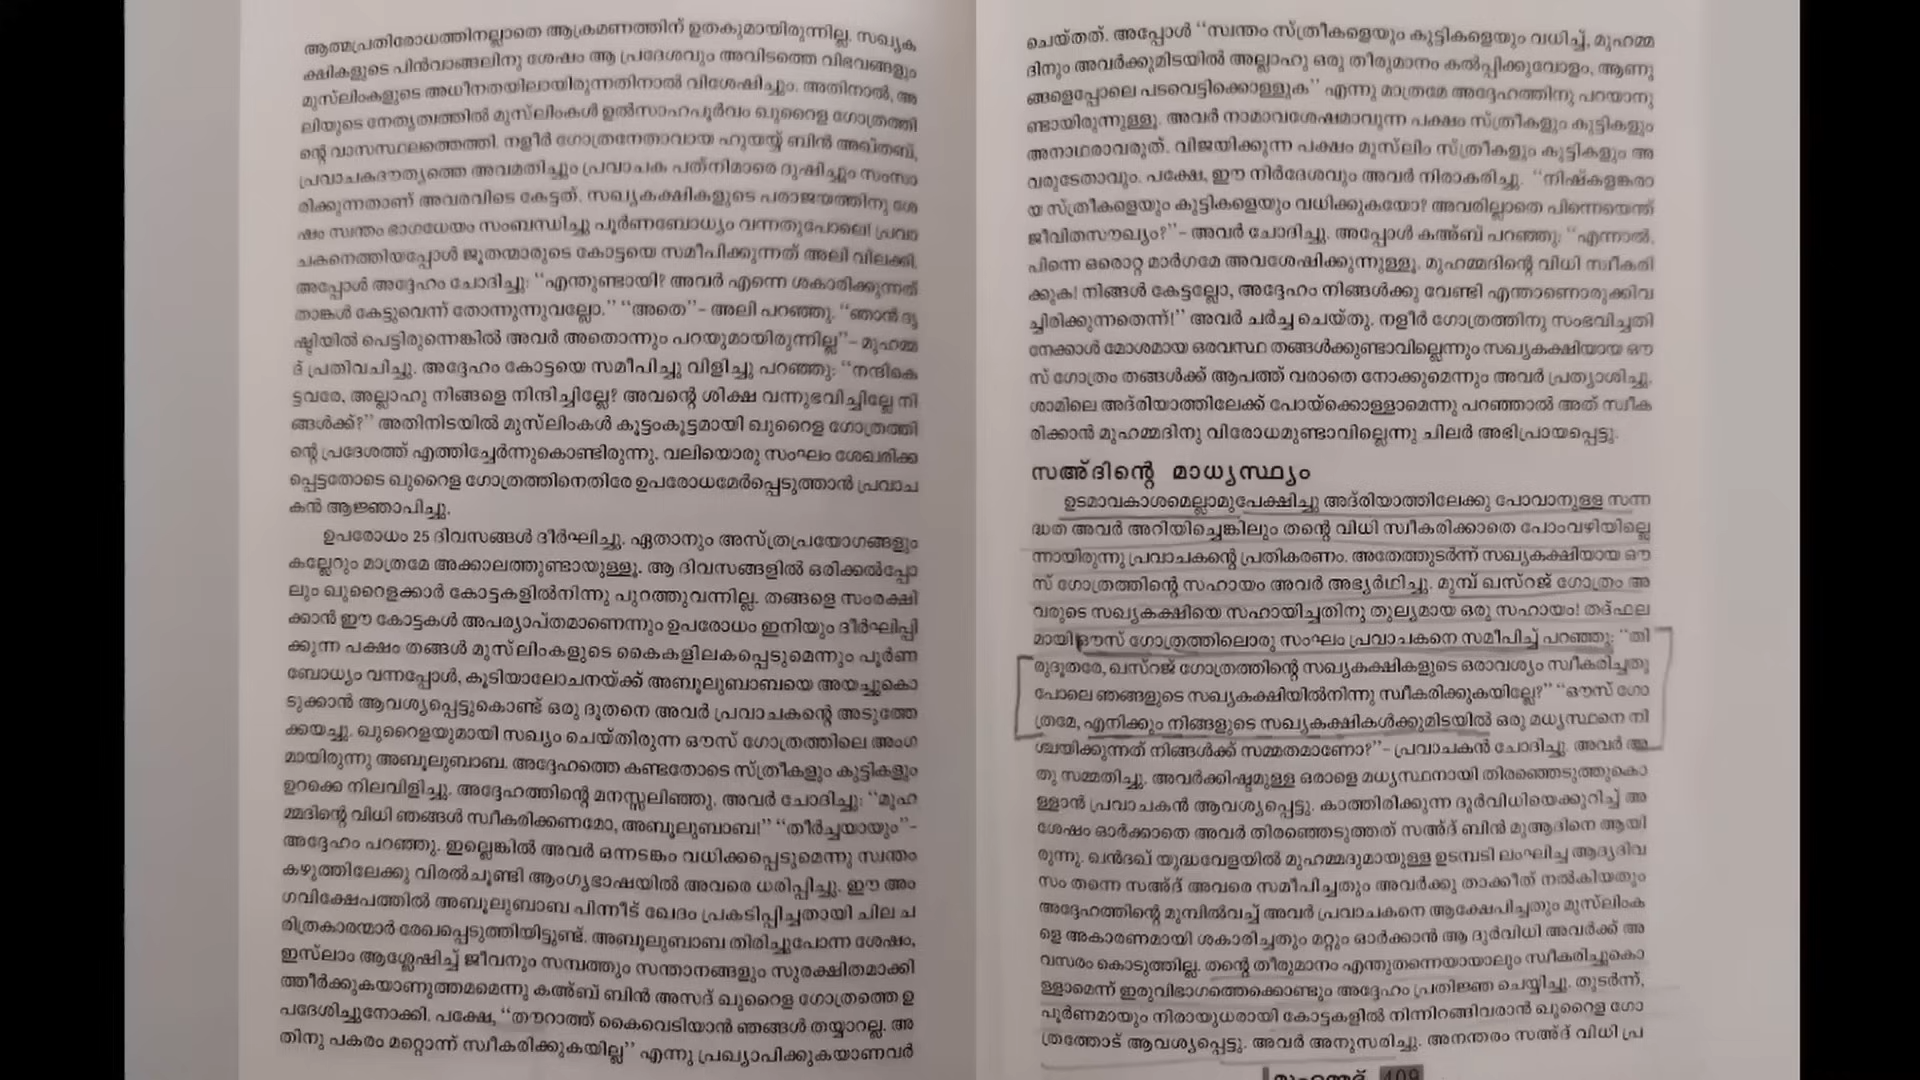 ആത്മപ്രതിരോധത്തിനല്ലാതെ ആക്രമണത്തിന് ഉതകുമായിരുന്നില്ല. സഖ്യക
ക്ഷികളുടെ പിൻവാങ്ങലിനു ശേഷം ആ പ്രദേശവും അവിടത്തെ വിഭവങ്ങളും
മുസ്‌ലിംകളുടെ അധീനതയിലായിരുന്നതിനാൽ വിശേഷിച്ചും. അതിനാൽ, അ
ലിയുടെ നേതൃത്വത്തിൽ മുസ്‌ലിംകൾ ഉൽസാഹപൂർവം ഖുറൈള ഗോത്രത്തി
ന്റെ വാസസ്ഥലത്തെത്തി. നളീർ ഗോത്രനേതാവായ ഹുയയ്യ് ബിൻ അഖ്തബ്,
പ്രവാചകദൗത്യത്തെ അവമതിച്ചും പ്രവാചക പത്‌നിമാരെ ദുഷിച്ചും സംസാ
രിക്കുന്നതാണ് അവരവിടെ കേട്ടത്. സഖ്യകക്ഷികളുടെ പരാജയത്തിനു ശേ
ഷം സ്വന്തം ഭാഗധേയം സംബന്ധിച്ചു പൂർണബോധ്യം വന്നതുപോലെ! പ്രവാ
ചകനെത്തിയപ്പോൾ ജൂതന്മാരുടെ കോട്ടയെ സമീപിക്കുന്നത് അലി വിലക്കി.
അപ്പോൾ അദ്ദേഹം ചോദിച്ചു: ‘‘എന്തുണ്ടായി? അവർ എന്നെ ശകാരിക്കുന്നത്
താങ്കൾ കേട്ടുവെന്ന് തോന്നുന്നുവല്ലോ.’’ ‘‘അതെ’’- അലി പറഞ്ഞു. ‘‘ഞാൻ ദൃ
ഷ്ടിയിൽ പെട്ടിരുന്നെങ്കിൽ അവർ അതൊന്നും പറയുമായിരുന്നില്ല’’- മുഹമ്മ
ദ് പ്രതിവചിച്ചു. അദ്ദേഹം കോട്ടയെ സമീപിച്ചു വിളിച്ചു പറഞ്ഞു: ‘‘നന്ദികെ
ട്ടവരേ, അല്ലാഹു നിങ്ങളെ നിന്ദിച്ചില്ലേ? അവന്റെ ശിക്ഷ വന്നുഭവിച്ചില്ലേ നി
ങ്ങൾക്ക്?’’ അതിനിടയിൽ മുസ്‌ലിംകൾ കൂട്ടംകൂട്ടമായി ഖുറൈള ഗോത്രത്തി
ന്റെ പ്രദേശത്ത് എത്തിച്ചേർന്നുകൊണ്ടിരുന്നു. വലിയൊരു സംഘം ശേഖരിക്ക
പ്പെട്ടതോടെ ഖുറൈള ഗോത്രത്തിനെതിരേ ഉപരോധമേർപ്പെടുത്താൻ പ്രവാച
കൻ ആജ്ഞാപിച്ചു.
ഉപരോധം 25 ദിവസങ്ങൾ ദീർഘിച്ചു. ഏതാനും അസ്ത്രപ്രയോഗങ്ങളും
കല്ലേറും മാത്രമേ അക്കാലത്തുണ്ടായുള്ളൂ. ആ ദിവസങ്ങളിൽ ഒരിക്കൽപ്പോ
ലും ഖുറൈളക്കാർ കോട്ടകളിൽനിന്നു പുറത്തുവന്നില്ല. തങ്ങളെ സംരക്ഷി
ക്കാൻ ഈ കോട്ടകൾ അപര്യാപ്തമാണെന്നും ഉപരോധം ഇനിയും ദീർഘിപ്പി
ക്കുന്ന പക്ഷം തങ്ങൾ മുസ്‌ലിംകളുടെ കൈകളിലകപ്പെടുമെന്നും പൂർണ
ബോധ്യം വന്നപ്പോൾ, കൂടിയാലോചനയ്ക്ക് അബൂലുബാബയെ അയച്ചുകൊ
ടുക്കാൻ ആവശ്യപ്പെട്ടുകൊണ്ട് ഒരു ദൂതനെ അവർ പ്രവാചകന്റെ അടുത്തേ
ക്കയച്ചു. ഖുറൈളയുമായി സഖ്യം ചെയ്തിരുന്ന ഔസ് ഗോത്രത്തിലെ അംഗ
മായിരുന്നു അബൂലുബാബ. അദ്ദേഹത്തെ കണ്ടതോടെ സ്ത്രീകളും കുട്ടികളും
ഉറക്കെ നിലവിളിച്ചു. അദ്ദേഹത്തിന്റെ മനസ്സലിഞ്ഞു. അവർ ചോദിച്ചു: ‘‘മുഹ
മ്മദിന്റെ വിധി ഞങ്ങൾ സ്വീകരിക്കണമോ, അബൂലുബാബ!’’ ‘‘തീർച്ചയായും’’-
അദ്ദേഹം പറഞ്ഞു. ഇല്ലെങ്കിൽ അവർ ഒന്നടങ്കം വധിക്കപ്പെടുമെന്നു സ്വന്തം
കഴുത്തിലേക്കു വിരൽചൂണ്ടി ആംഗ്യഭാഷയിൽ അവരെ ധരിപ്പിച്ചു. ഈ അം
ഗവിക്ഷേപത്തിൽ അബൂലുബാബ പിന്നീട് ഖേദം പ്രകടിപ്പിച്ചതായി ചില ച
രിത്രകാരന്മാർ രേഖപ്പെടുത്തിയിട്ടുണ്ട്. അബൂലുബാബ തിരിച്ചുപോന്ന ശേഷം,
ഇസ്‌ലാം ആശ്ലേഷിച്ച് ജീവനും സമ്പത്തും സന്താനങ്ങളും സുരക്ഷിതമാക്കി
ത്തീർക്കുകയാണുത്തമമെന്നു കഅ്ബ് ബിൻ അസദ് ഖുറൈള ഗോത്രത്തെ ഉ
പദേശിച്ചുനോക്കി. പക്ഷേ, ‘‘തൗറാത്ത് കൈവെടിയാൻ ഞങ്ങൾ തയ്യാറല്ല. അ
തിനു പകരം മറ്റൊന്ന് സ്വീകരിക്കുകയില്ല’’ എന്നു പ്രഖ്യാപിക്കുകയാണവർ
ചെയ്തത്. അപ്പോൾ ‘‘സ്വന്തം സ്ത്രീകളെയും കുട്ടികളെയും വധിച്ച്, മുഹമ്മ
ദിനും അവർക്കുമിടയിൽ അല്ലാഹു ഒരു തീരുമാനം കൽപ്പിക്കുവോളം, ആണു
ങ്ങളെപ്പോലെ പടവെട്ടിക്കൊള്ളുക’’ എന്നു മാത്രമേ അദ്ദേഹത്തിനു പറയാനു
ണ്ടായിരുന്നുള്ളൂ. അവർ നാമാവശേഷമാവുന്ന പക്ഷം സ്ത്രീകളും കുട്ടികളും
അനാഥരാവരുത്. വിജയിക്കുന്ന പക്ഷം മുസ്‌ലിം സ്ത്രീകളും കുട്ടികളും അ
വരുടേതാവും. പക്ഷേ, ഈ നിർദേശവും അവർ നിരാകരിച്ചു. ‘‘നിഷ്കളങ്കരാ
യ സ്ത്രീകളെയും കുട്ടികളെയും വധിക്കുകയോ? അവരില്ലാതെ പിന്നെയെന്ത്
ജീവിതസൗഖ്യം?’’- അവർ ചോദിച്ചു. അപ്പോൾ കഅ്ബ് പറഞ്ഞു: ‘‘എന്നാൽ,
പിന്നെ ഒരൊറ്റ മാർഗമേ അവശേഷിക്കുന്നുള്ളൂ. മുഹമ്മദിന്റെ വിധി സ്വീകരി
ക്കുക! നിങ്ങൾ കേട്ടല്ലോ, അദ്ദേഹം നിങ്ങൾക്കു വേണ്ടി എന്താണൊരുക്കിവ
ച്ചിരിക്കുന്നതെന്ന്!’’ അവർ ചർച്ച ചെയ്തു. നളീർ ഗോത്രത്തിനു സംഭവിച്ചതി
നേക്കാൾ മോശമായ ഒരവസ്ഥ തങ്ങൾക്കുണ്ടാവില്ലെന്നും സഖ്യകക്ഷിയായ ഔ
സ് ഗോത്രം തങ്ങൾക്ക് ആപത്ത് വരാതെ നോക്കുമെന്നും അവർ പ്രത്യാശിച്ചു.
ശാമിലെ അദ്‌രിയാത്തിലേക്ക് പോയ്ക്കൊള്ളാമെന്നു പറഞ്ഞാൽ അത് സ്വീക
രിക്കാൻ മുഹമ്മദിനു വിരോധമുണ്ടാവില്ലെന്നു ചിലർ അഭിപ്രായപ്പെട്ടു.
സഅ്ദിന്റെ മാധ്യസ്ഥ്യം
ഉടമാവകാശമെല്ലാമുപേക്ഷിച്ചു അദ്‌രിയാത്തിലേക്കു പോവാനുള്ള സന്ന
ദ്ധത അവർ അറിയിച്ചെങ്കിലും തന്റെ വിധി സ്വീകരിക്കാതെ പോംവഴിയില്ലെ
ന്നായിരുന്നു പ്രവാചകന്റെ പ്രതികരണം. അതേത്തുടർന്ന് സഖ്യകക്ഷിയായ ഔ
സ് ഗോത്രത്തിന്റെ സഹായം അവർ അഭ്യർഥിച്ചു. മുമ്പ് ഖസ്‌റജ് ഗോത്രം അ
വരുടെ സഖ്യകക്ഷിയെ സഹായിച്ചതിനു തുല്യമായ ഒരു സഹായം! തദ്ഫല
മായി ഔസ് ഗോത്രത്തിലൊരു സംഘം പ്രവാചകനെ സമീപിച്ച് പറഞ്ഞു: ‘‘തി
രുദൂതരേ, ഖസ്‌റജ് ഗോത്രത്തിന്റെ സഖ്യകക്ഷികളുടെ ഒരാവശ്യം സ്വീകരിച്ചതു
പോലെ ഞങ്ങളുടെ സഖ്യകക്ഷിയിൽനിന്നു സ്വീകരിക്കുകയില്ലേ?’’ ‘‘ഔസ് ഗോ
ത്രമേ, എനിക്കും നിങ്ങളുടെ സഖ്യകക്ഷികൾക്കുമിടയിൽ ഒരു മധ്യസ്ഥനെ നി
ശ്ചയിക്കുന്നത് നിങ്ങൾക്ക് സമ്മതമാണോ?’’- പ്രവാചകൻ ചോദിച്ചു. അവർ അ
തു സമ്മതിച്ചു. അവർക്കിഷ്ടമുള്ള ഒരാളെ മധ്യസ്ഥനായി തിരഞ്ഞെടുത്തുകൊ
ള്ളാൻ പ്രവാചകൻ ആവശ്യപ്പെട്ടു. കാത്തിരിക്കുന്ന ദുർവിധിയെക്കുറിച്ച് അ
ശേഷം ഓർക്കാതെ അവർ തിരഞ്ഞെടുത്തത് സഅ്ദ് ബിൻ മുആദിനെ ആയി
രുന്നു. ഖൻദഖ് യുദ്ധവേളയിൽ മുഹമ്മദുമായുള്ള ഉടമ്പടി ലംഘിച്ച ആദ്യദിവ
സം തന്നെ സഅ്ദ് അവരെ സമീപിച്ചതും അവർക്കു താക്കീത് നൽകിയതും
അദ്ദേഹത്തിന്റെ മുമ്പിൽവച്ച് അവർ പ്രവാചകനെ ആക്ഷേപിച്ചതും മുസ്‌ലിംക
ളെ അകാരണമായി ശകാരിച്ചതും മറ്റും ഓർക്കാൻ ആ ദുർവിധി അവർക്ക് അ
വസരം കൊടുത്തില്ല. തന്റെ തീരുമാനം എന്തുതന്നെയായാലും സ്വീകരിച്ചുകൊ
ള്ളാമെന്ന് ഇരുവിഭാഗത്തെക്കൊണ്ടും അദ്ദേഹം പ്രതിജ്ഞ ചെയ്യിച്ചു. തുടർന്ന്,
പൂർണമായും നിരായുധരായി കോട്ടകളിൽ നിന്നിറങ്ങിവരാൻ ഖുറൈള ഗോ
ത്രത്തോട് ആവശ്യപ്പെട്ടു. അവർ അനുസരിച്ചു. അനന്തരം സഅ്ദ് വിധി പ്ര
മുഹമ്മദ് 409